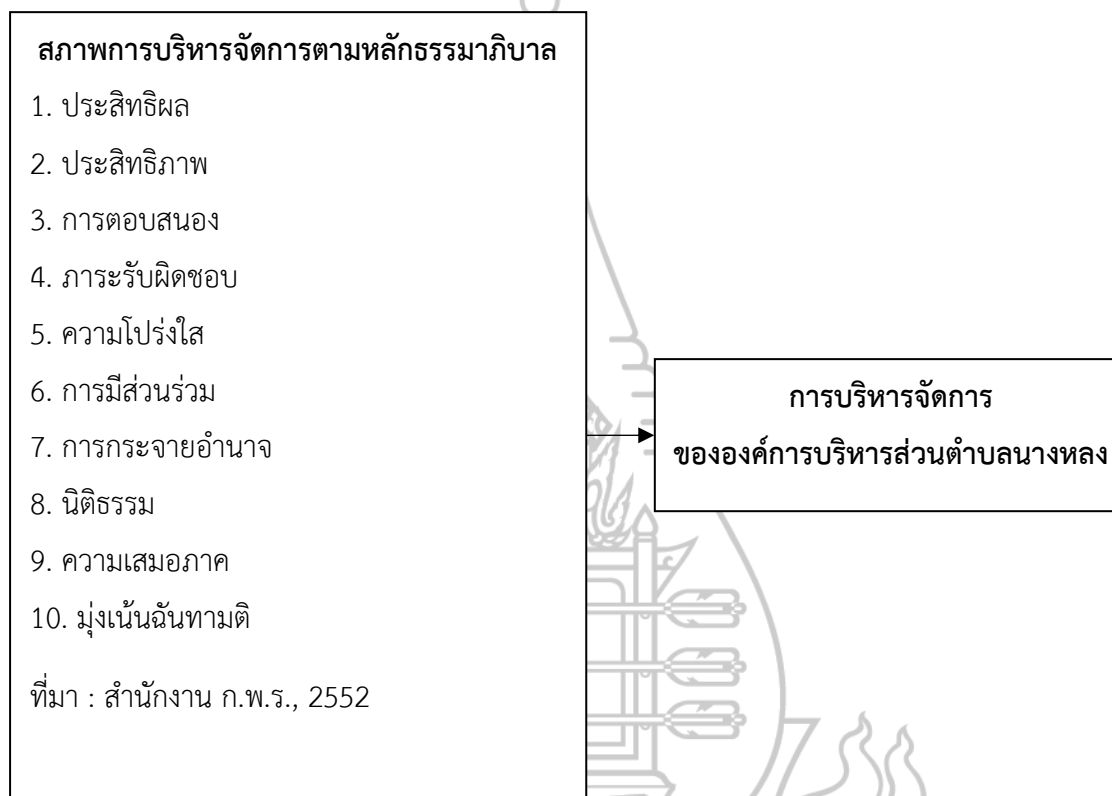 สภาพการบริหารจัดการตามหลักธรรมาภิบาล
1. ประสิทธิผล
2. ประสิทธิภาพ
3. การตอบสนอง
4. ภาระรับผิดชอบ
5. ความโปร่งใส
6. การมีส่วนร่วม
7. การกระจายอำนาจ
8. นิติธรรม
9. ความเสมอภาค
10. มุ่งเน้นฉันทามติ
ที่มา : สำนักงาน ก.พ.ร., 2552
การบริหารจัดการ
ขององค์การบริหารส่วนตำบลนางหลง